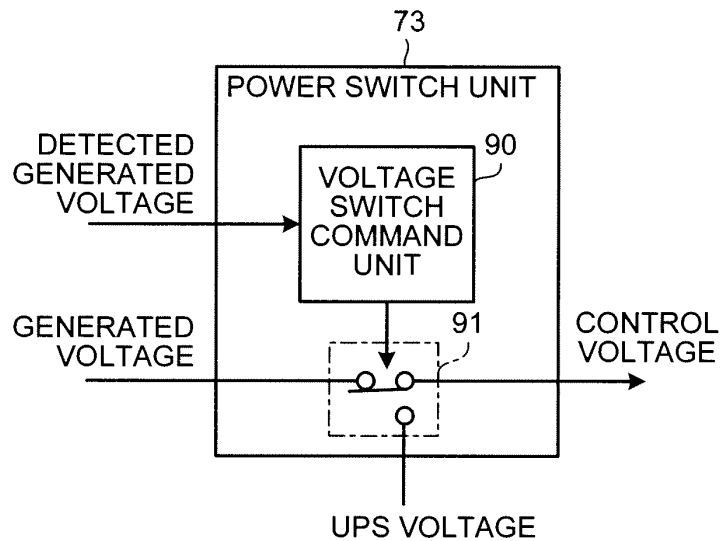 73
POWER SWITCH UNIT
DETECTED
GENERATED
VOLTAGE
90
VOLTAGE
SWITCH
COMMAND
UNIT
GENERATED
VOLTAGE
91
CONTROL
VOLTAGE
UPS VOLTAGE